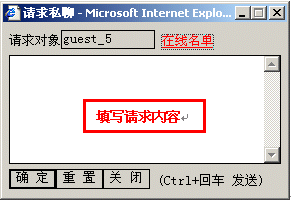 请求私聊 - Microsoft Internet Explo...
请求对象 guest_5 在线名单
填写请求内容
确 定 重 置 关 闭 (Ctrl+回车 发送)